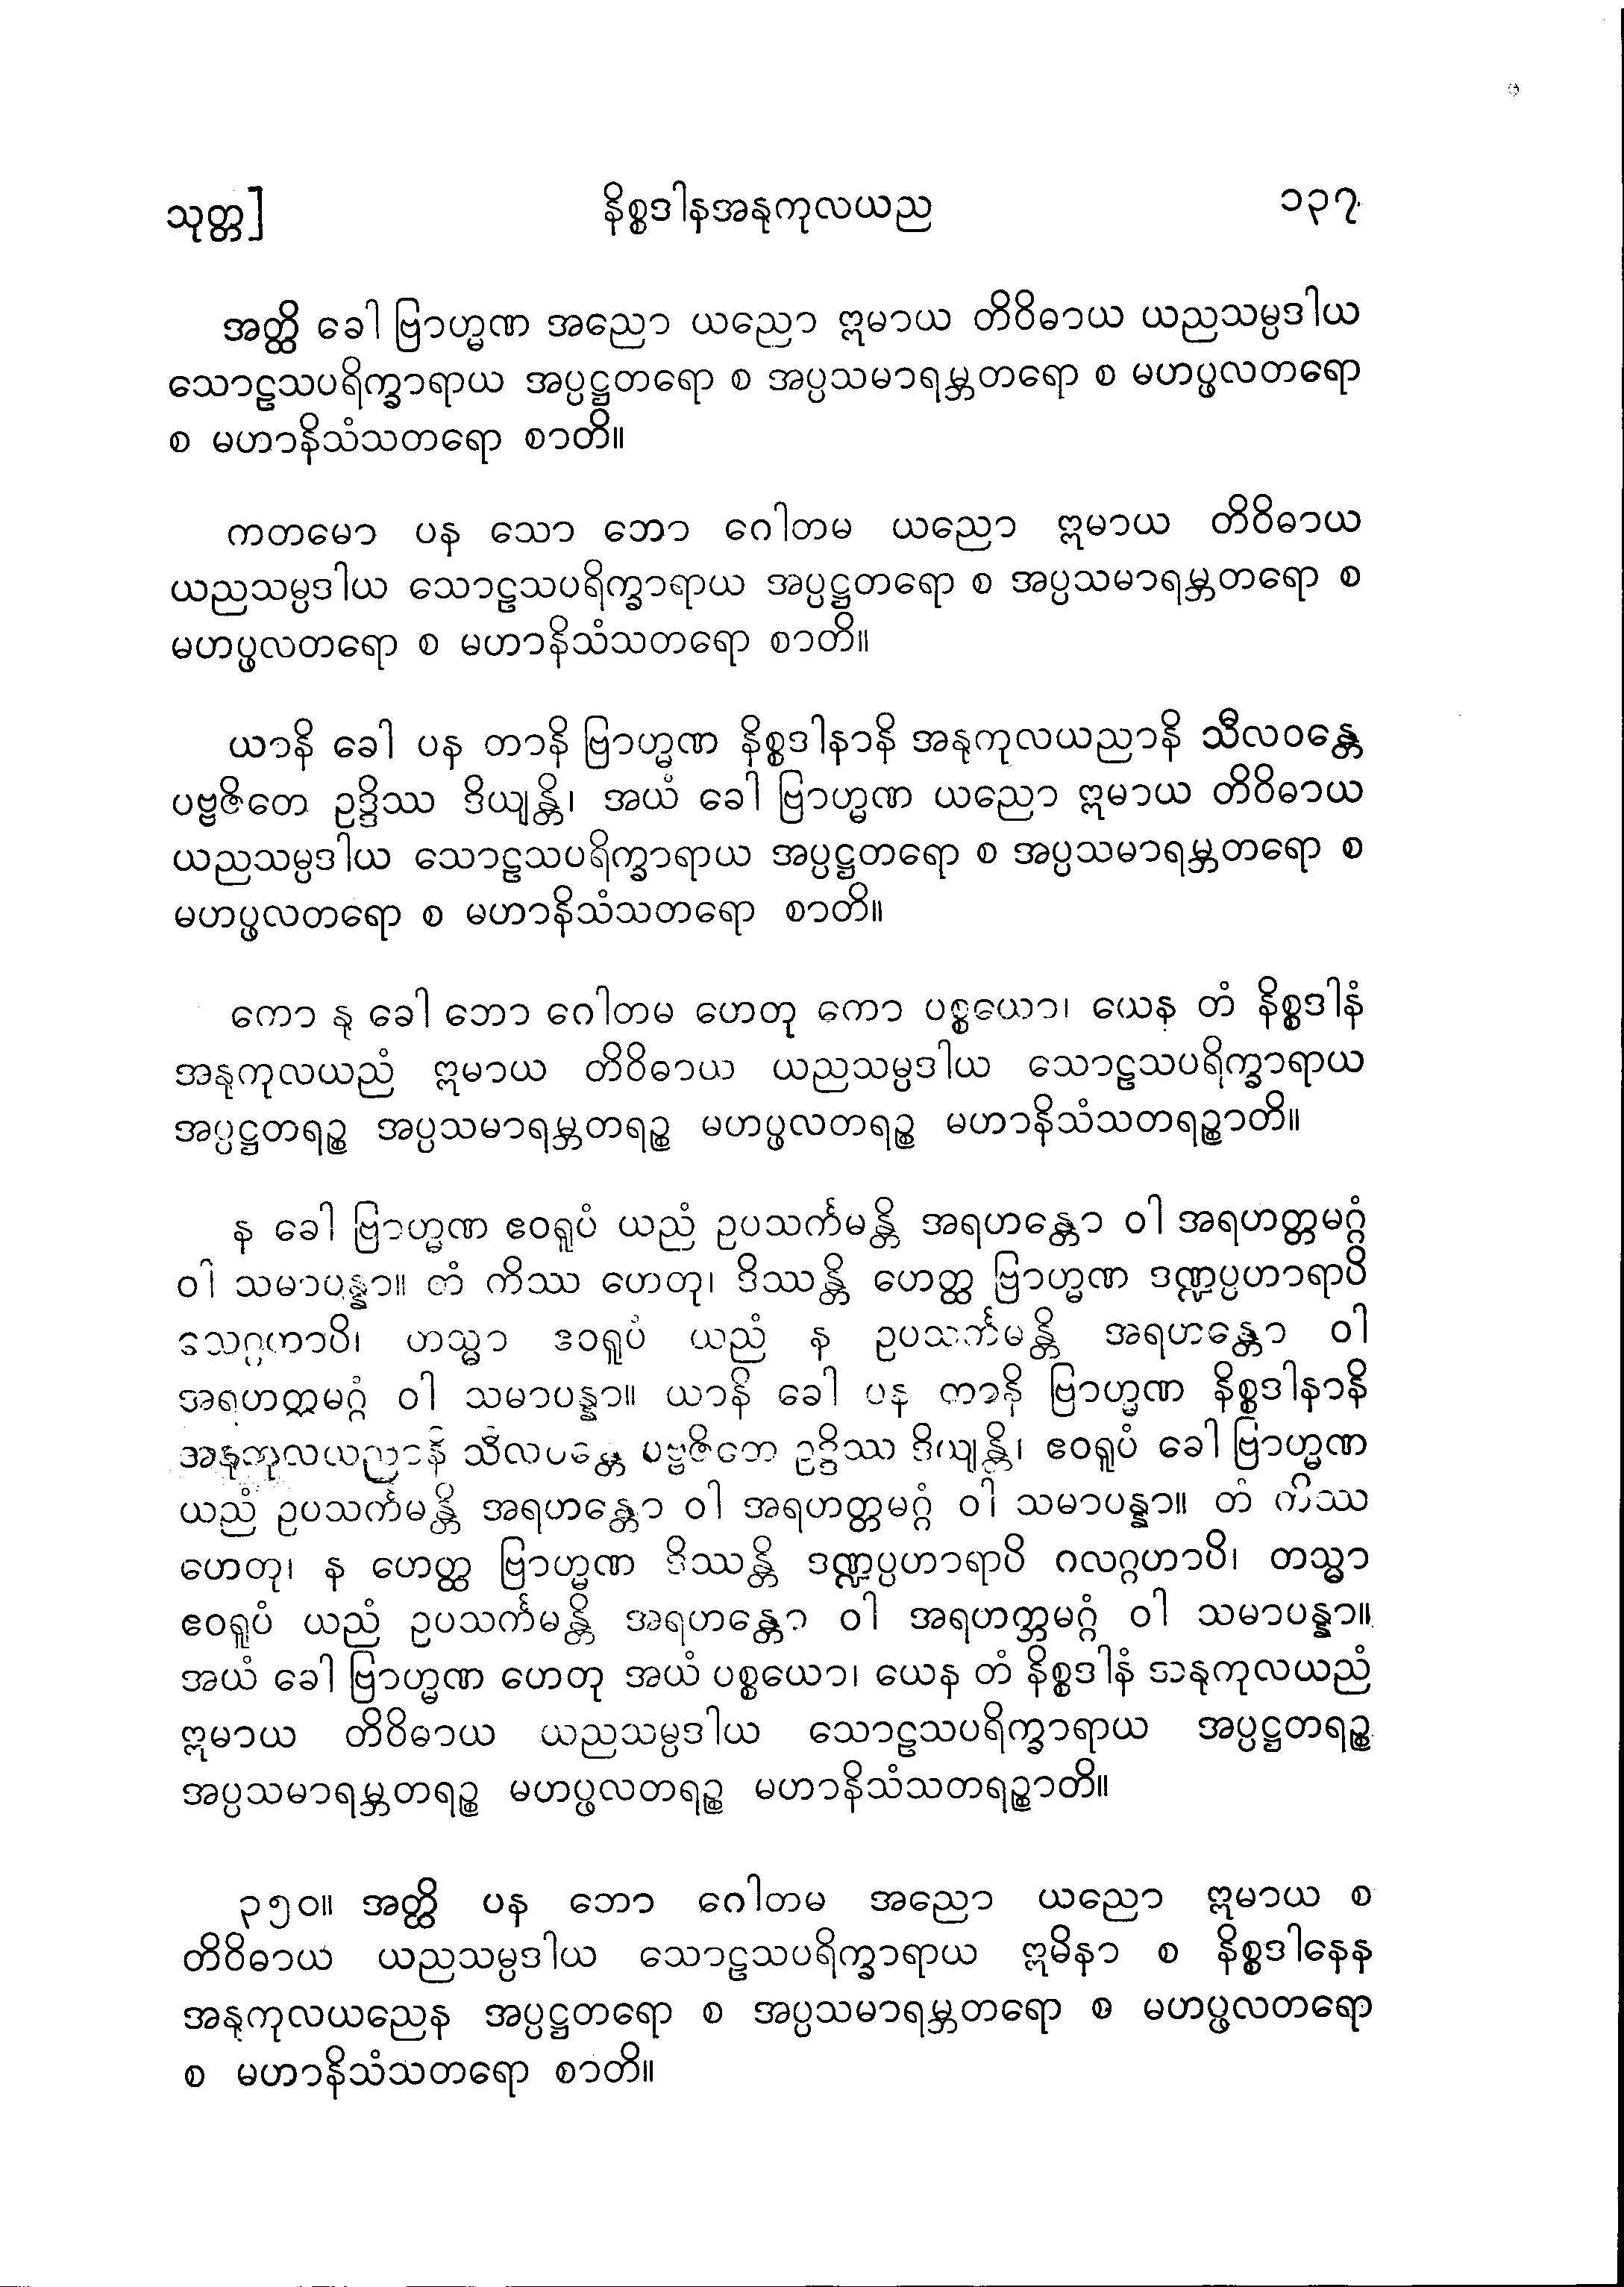 သုတ္တ] နိစ္စဒါနအနုကုလယည ၁၃၇
အတ္ထိ ခေါ ဗြာဟ္မဏ အညော ယညော ဣမာယ တိဝိဓာယ ယညသမ္ပဒါယ
သောဠသပရိက္ခာရာယ အပ္ပဋ္ဌတရော စ အပ္ပသမာရမ္ဘတရော စ မဟပ္ဖလတရော
စ မဟာနိသံသတရော စာတိ။
ကတမော ပန သော ဘော ဂေါတမ ယညော ဣမာယ တိဝိဓာယ
ယညသမ္ပဒါယ သောဠသပရိက္ခာရာယ အပ္ပဋ္ဌတရော စ အပ္ပသမာရမ္ဘတရော စ
မဟပ္ဖလတရော စ မဟာနိသံသတရော စာတိ။
ယာနိ ခေါ ပန တာနိ ဗြာဟ္မဏ နိစ္စဒါနာနိ အနုကုလယညာနိ သီလဝန္တေ
ပဗ္ဗဇိတေ ဥဒ္ဒိဿ ဒိယျန္တိ၊ အယံ ခေါ ဗြာဟ္မဏ ယညော ဣမာယ တိဝိဓာယ
ယညသမ္ပဒါယ သောဠသပရိက္ခာရာယ အပ္ပဋ္ဌတရော စ အပ္ပသမာရမ္ဘတရော စ
မဟပ္ဖလတရော စ မဟာနိသံသတရော စာတိ။
ကော နု ခေါ ဘော ဂေါတမ ဟေတု ကော ပစ္စယော၊ ယေန တံ နိစ္စဒါနံ
အနုကုလယညံ ဣမာယ တိဝိဓာယ ယညသမ္ပဒါယ သောဠသပရိက္ခာရာယ
အပ္ပဋ္ဌတရဉ္စ အပ္ပသမာရမ္ဘတရဉ္စ မဟပ္ဖလတရဉ္စ မဟာနိသံသတရဉ္စာတိ။
န ခေါ ဗြာဟ္မဏ ဧဝရူပံ ယညံ ဥပသင်္ကမန္တိ အရဟန္တော ဝါ အရဟတ္တမဂ္ဂံ
ဝါ သမာပန္နာ။ တံ ကိဿ ဟေတု၊ ဒိဿန္တိ ဟေတ္ထ ဗြာဟ္မဏ ဒဏ္ဍပ္ပဟာရာပိ
ဧဝရူပံ ယညံ န ဥပသင်္ကမန္တိ အရဟန္တော ဝါ
အရဟတ္တမဂ္ဂံ ဝါ သမာပန္နာ။ ယာနိ ခေါ ပန တာနိ ဗြာဟ္မဏ နိစ္စဒါနာနိ
အနုကုလယညာနိ သီလဝန္တေ ပဗ္ဗဇိတေ ဥဒ္ဒိဿ ဒိယျန္တိ၊ ဧဝရူပံ ခေါ ဗြာဟ္မဏ
ယညံ ဥပသင်္ကမန္တိ အရဟန္တော ဝါ အရဟတ္တမဂ္ဂံ ဝါ သမာပန္နာ။ တံ ကိဿ
ဟေတု၊ န ဟေတ္ထ ဗြာဟ္မဏ ဒိဿန္တိ ဒဏ္ဍပ္ပဟာရာပိ ဂလဂ္ဂဟာပိ၊ တသ္မာ
ဧဝရူပံ ယညံ ဥပသင်္ကမန္တိ အရဟန္တော ဝါ အရဟတ္တမဂ္ဂံ ဝါ သမာပန္နာ။
အယံ ခေါ ဗြာဟ္မဏ ဟေတု အယံ ပစ္စယော၊ ယေန တံ နိစ္စဒါနံ အနုကုလယညံ
ဣမာယ တိဝိဓာယ ယညသမ္ပဒါယ သောဠသပရိက္ခာရာယ အပ္ပဋ္ဌတရဉ္စ
အပ္ပသမာရမ္ဘတရဉ္စ မဟပ္ဖလတရဉ္စ မဟာနိသံသတရဉ္စာတိ။
၃၅၀။ အတ္ထိ ပန ဘော ဂေါတမ အညော ယညော ဣမာယ စ
တိဝိဓာယ ယညသမ္ပဒါယ သောဠသပရိက္ခာရာယ ဣမိနာ စ နိစ္စဒါနေန
အနုကုလယညေန အပ္ပဋ္ဌတရော စ အပ္ပသမာရမ္ဘတရော စ မဟပ္ဖလတရော
စ မဟာနိသံသတရော စာတိ။